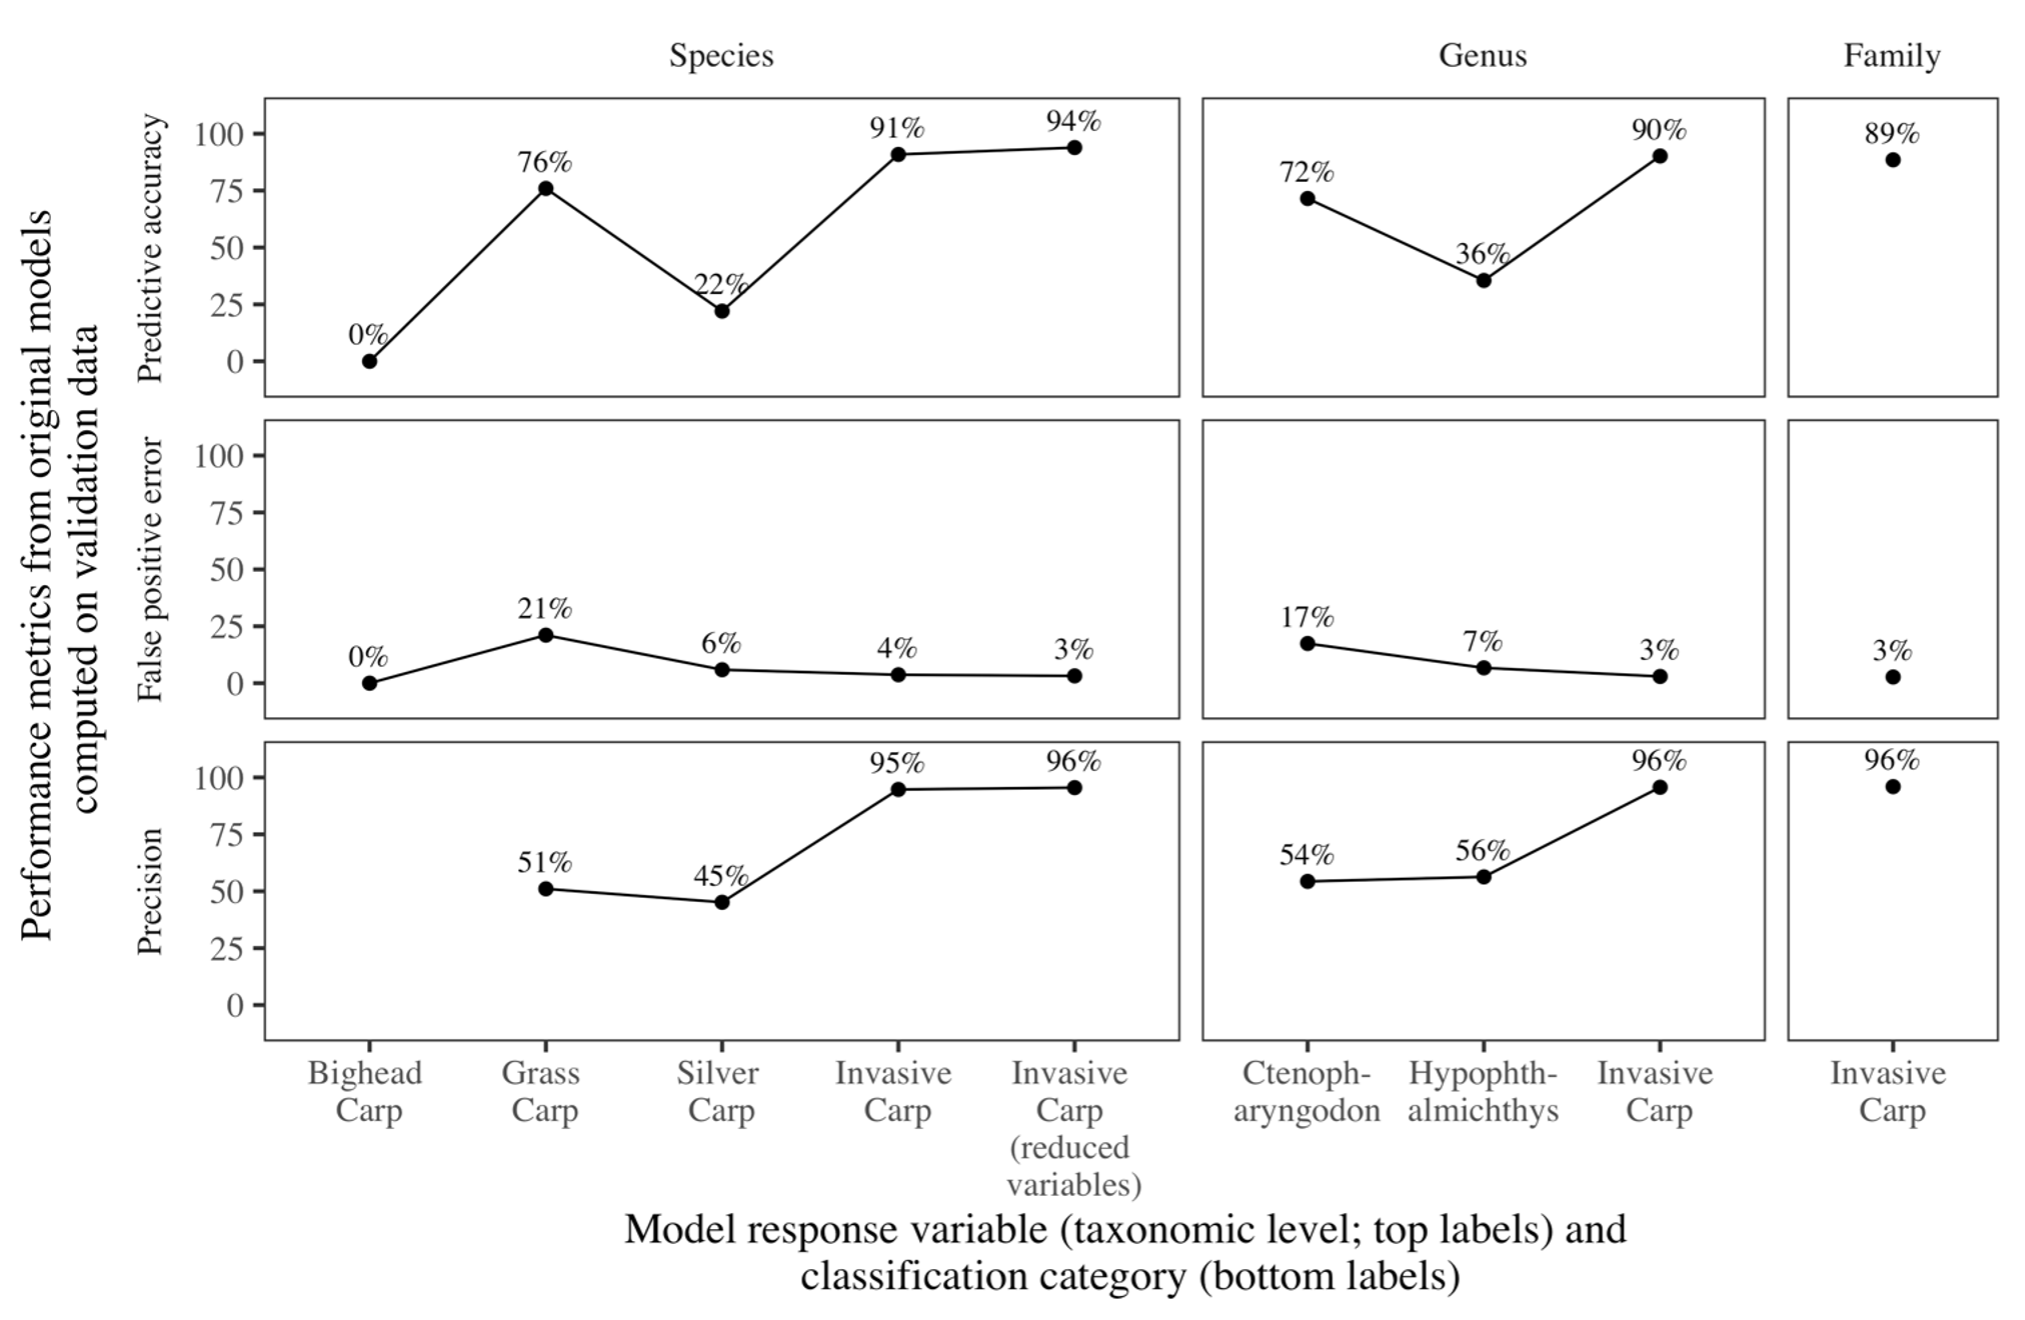 Species
Genus
Family
Performance metrics from original models
computed on validation data
Predictive accuracy
100
75
50
25
0
0%
76%
22%
91%
94%
72%
36%
90%
89%
False positive error
100
75
50
25
0
0%
21%
6%
4%
3%
17%
7%
3%
3%
Precision
100
75
50
25
0
51%
45%
95%
96%
54%
56%
96%
96%
Bighead
Carp
Grass
Carp
Silver
Carp
Invasive
Carp
Invasive
Carp
(reduced
variables)
Ctenoph-
aryngodon
Hypophth-
almichthys
Invasive
Carp
Invasive
Carp
Model response variable (taxonomic level; top labels) and
classification category (bottom labels)